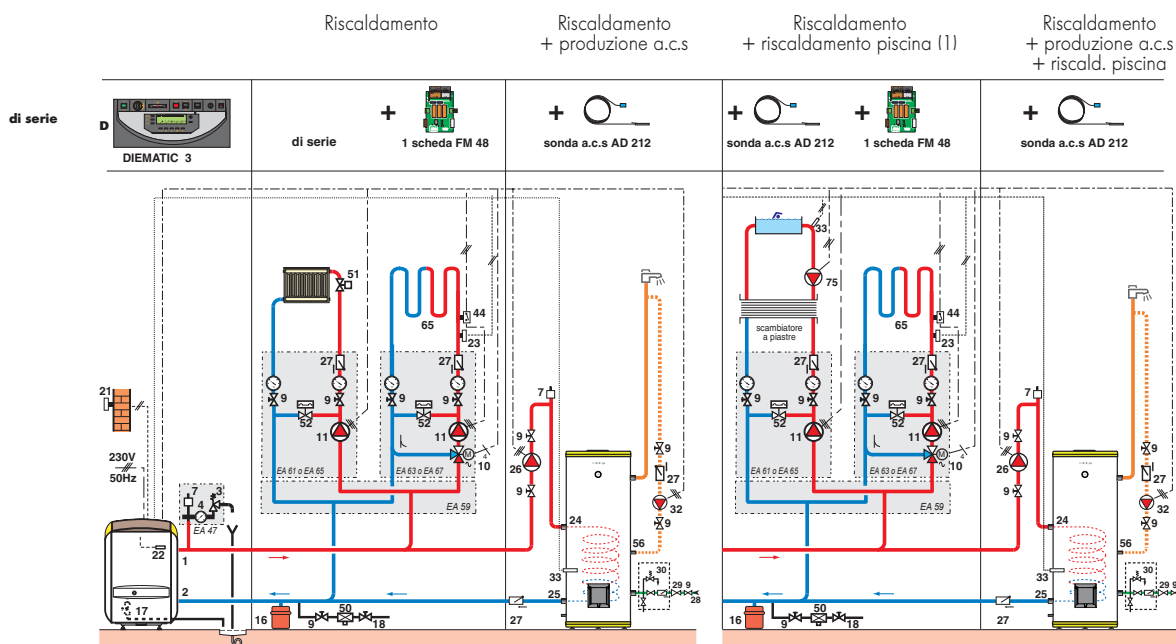 Riscaldamento
Riscaldamento
+ produzione a.c.s
Riscaldamento
+ riscaldamento piscina (1)
Riscaldamento
+ produzione a.c.s
+ riscald. piscina
di serie
D
DIEMATIC 3
di serie
+
1 scheda FM 48
+
sonda a.c.s AD 212
+
sonda a.c.s AD 212
+
1 scheda FM 48
+
sonda a.c.s AD 212
21
230V
50Hz
7
3
4
EA 47
22
1
2
17
16
9
50
18
51
27
9
9
52
11
EA 61 o EA 65
65
44
23
27
9
9
52
11
M
4
10
EA 63 o EA 67
EA 59
7
9
26
9
24
33
25
27
9
27
32
9
56
30
29
9
28
33
75
scambiatore
a piastre
27
9
9
52
11
EA 61 o EA 65
65
44
23
27
9
9
52
11
M
4
10
EA 63 o EA 67
EA 59
16
9
50
18
7
9
26
9
24
33
25
27
9
27
32
9
56
30
29
9